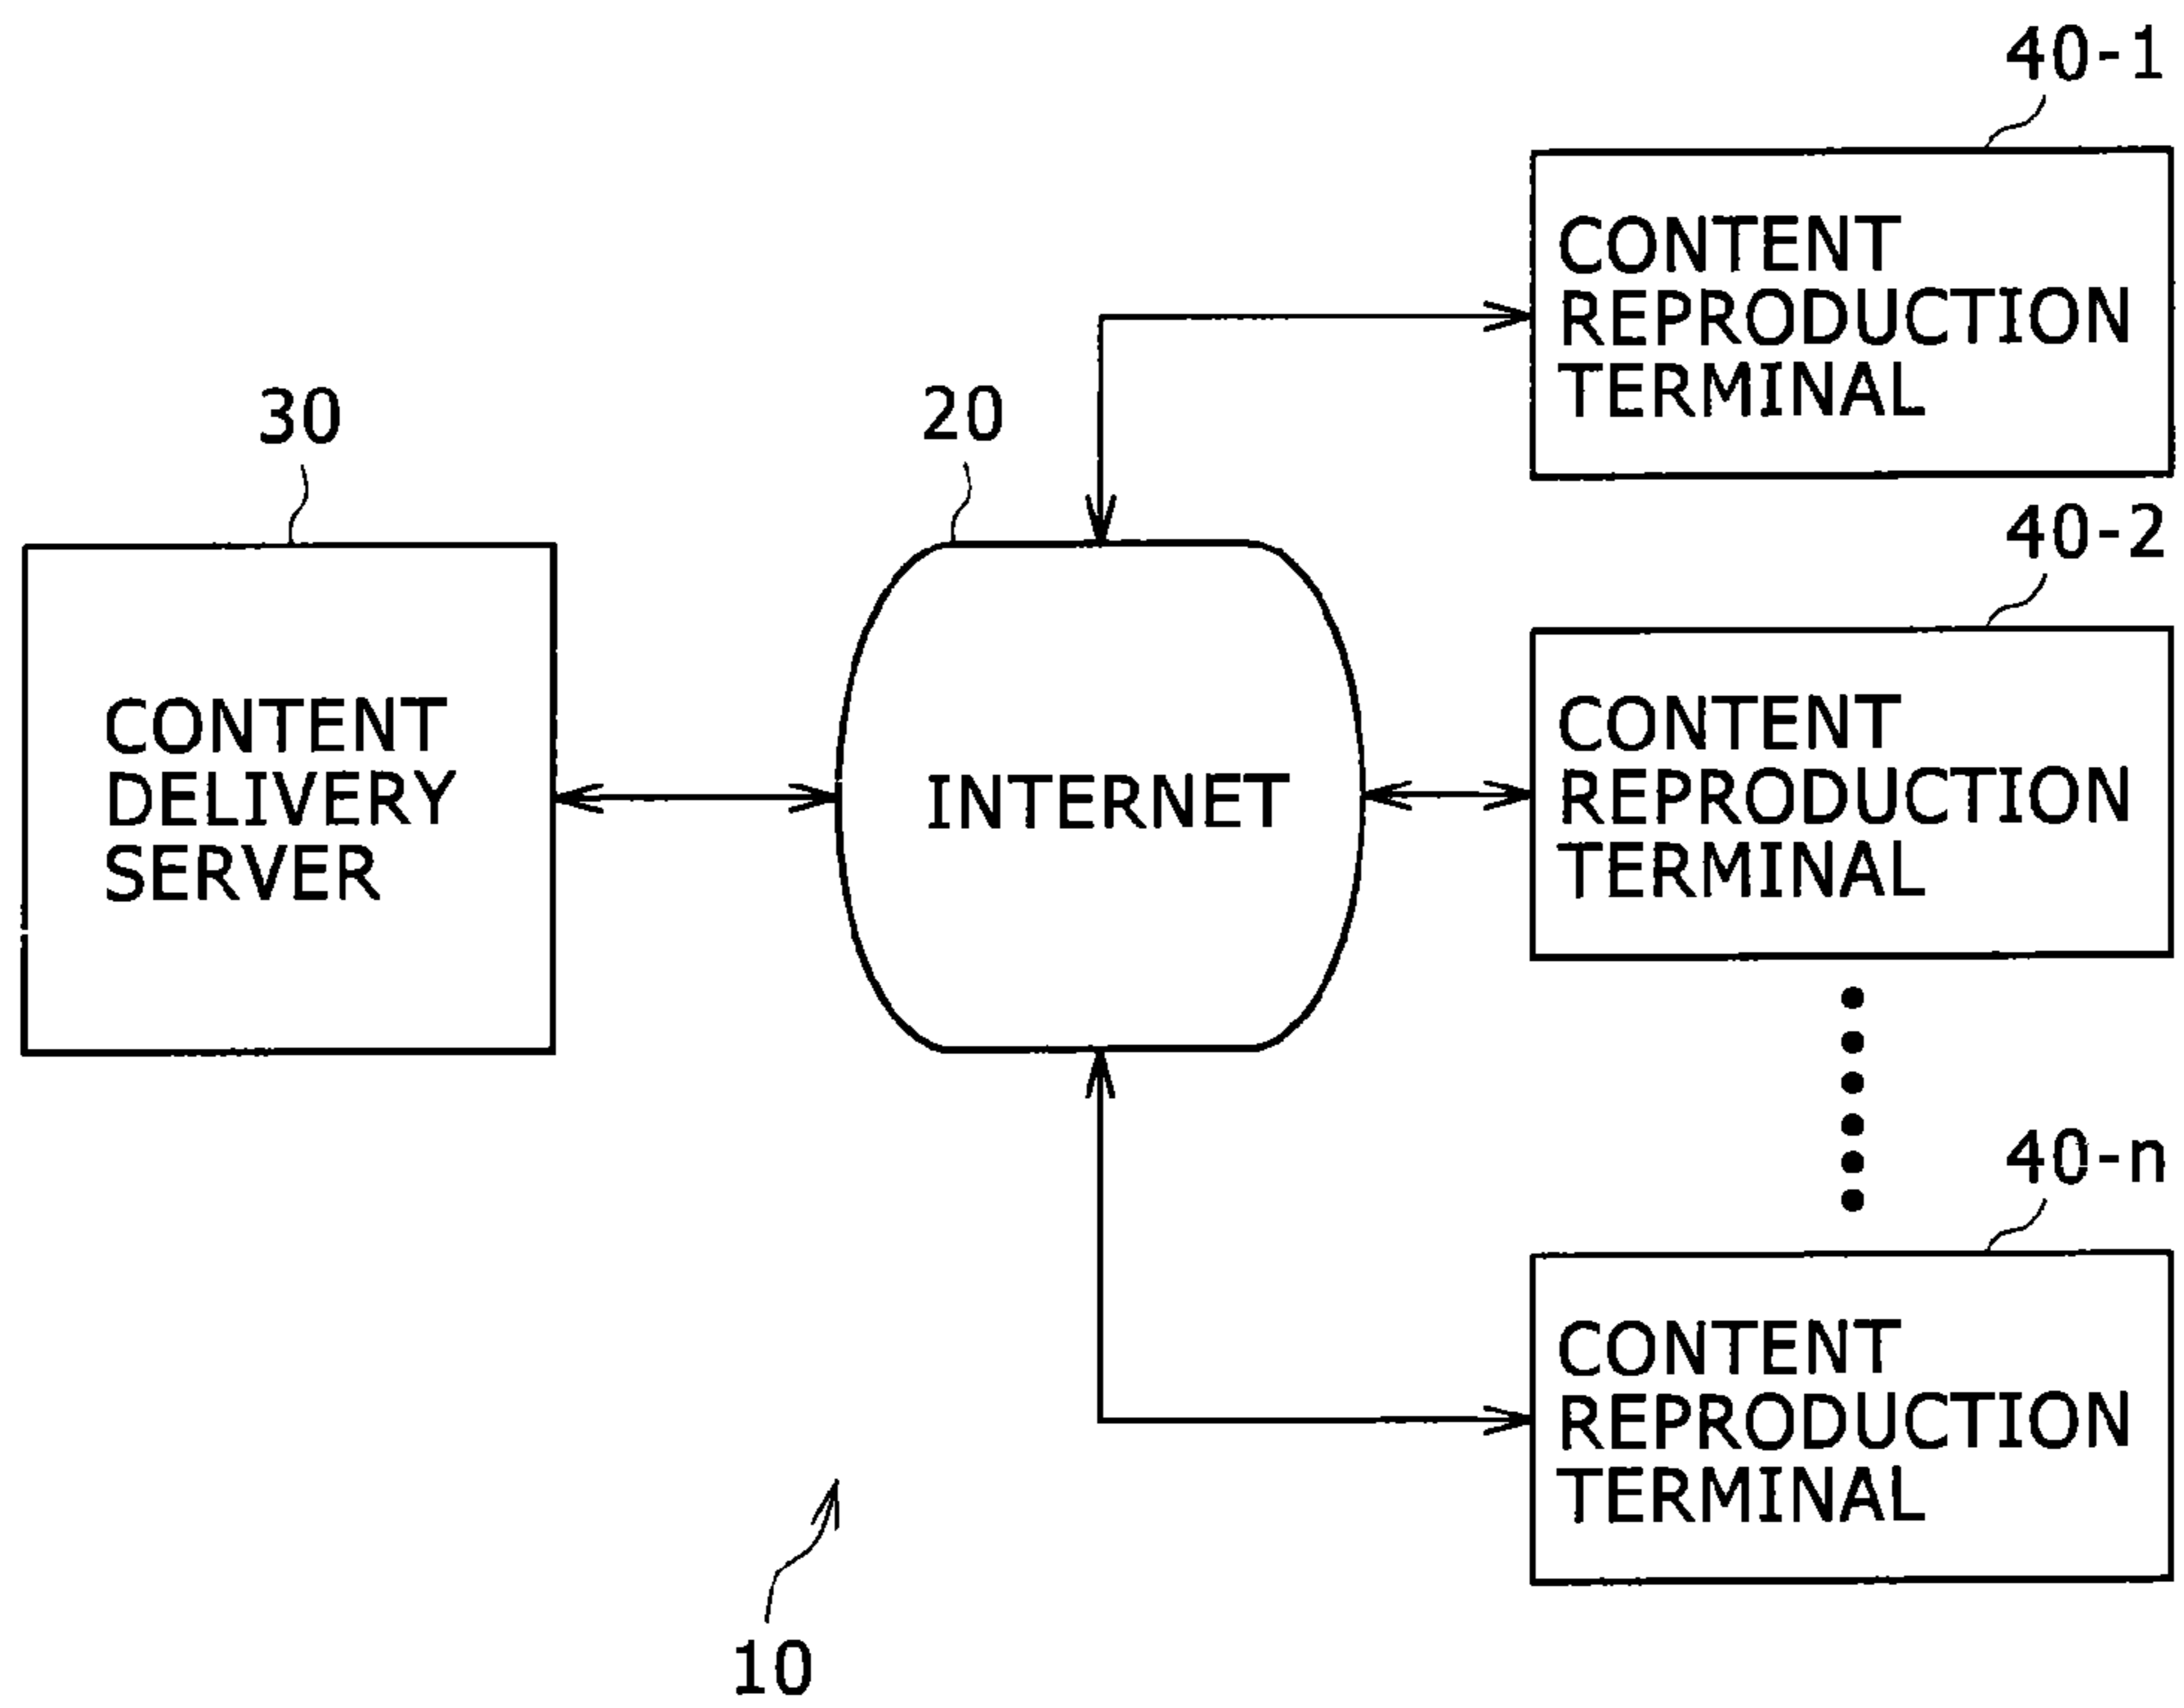 40-1
CONTENT
REPRODUCTION
TERMINAL
30
20
40-2
CONTENT
DELIVERY
SERVER
INTERNET
CONTENT
REPRODUCTION
TERMINAL
40-n
CONTENT
REPRODUCTION
TERMINAL
10